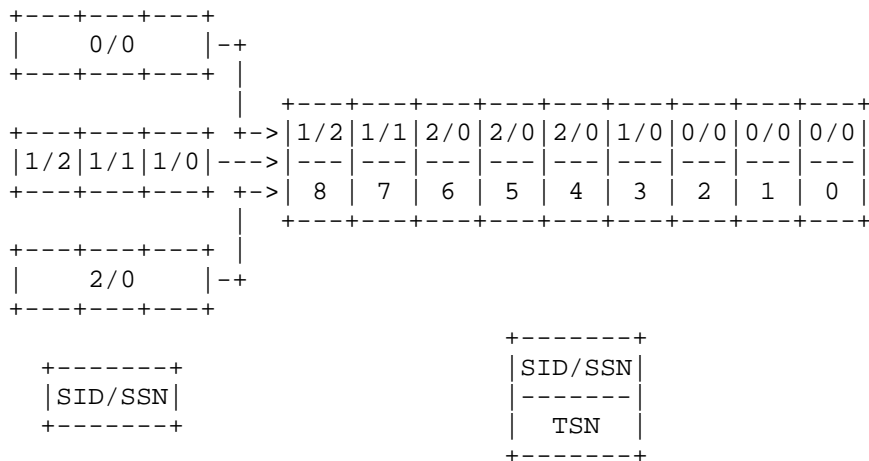 +---+---+---+
|    0/0    |-+
+---+---+---+ |
              |  +---+---+---+---+---+---+---+---+---+
+---+---+---+ +->|1/2|1/1|2/0|2/0|2/0|1/0|0/0|0/0|0/0|
|1/2|1/1|1/0|--->|---|---|---|---|---|---|---|---|---|
+---+---+---+ +->| 8 | 7 | 6 | 5 | 4 | 3 | 2 | 1 | 0 |
              |  +---+---+---+---+---+---+---+---+---+
+---+---+---+ |
|    2/0    |-+
+---+---+---+
                               +-------+
  +-------+                    |SID/SSN|
  |SID/SSN|                    |-------|
  +-------+                    |  TSN  |
                               +-------+